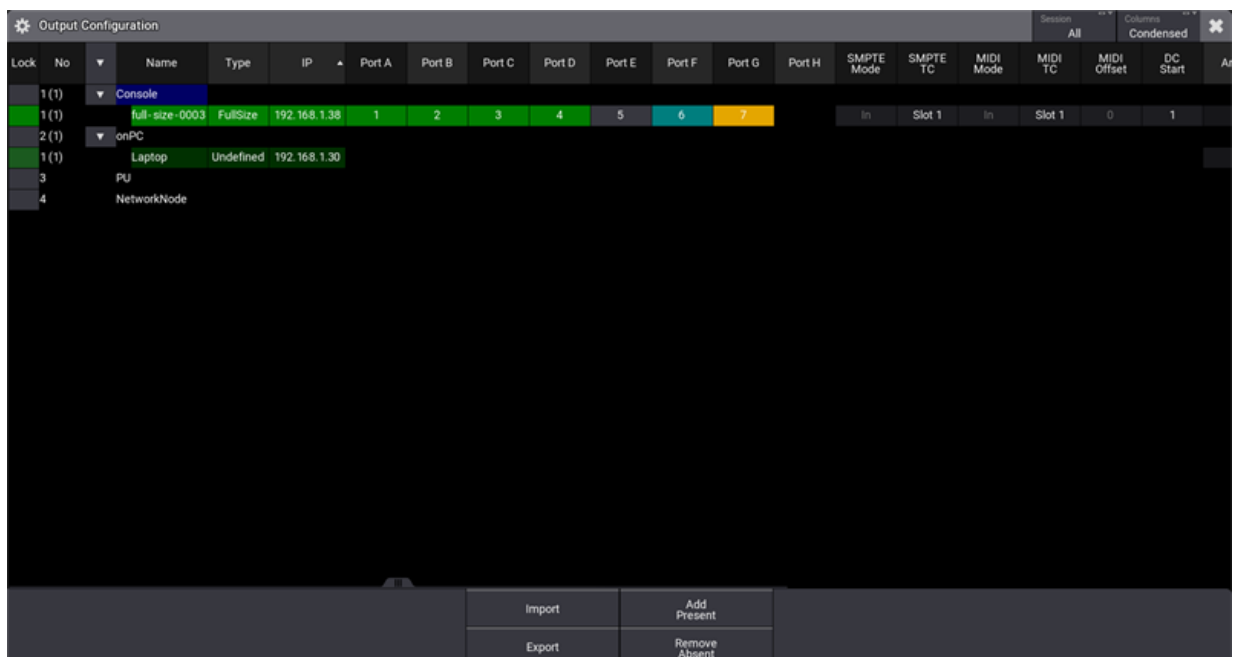 Output Configuration Session All Columns Condensed
Lock No Name Type IP Port A Port B Port C Port D Port E Port F Port G Port H SMPTE Mode SMPTE TC MIDI Mode MIDI TC MIDI Offset DC Start
1 (1) Console
1 (1) full-size-0003 FullSize 192.168.1.38 1 2 3 4 5 6 7 In Slot 1 In Slot 1 0 1
2 (1) onPC
1 (1) Laptop Undefined 192.168.1.30
3 PU
4 NetworkNode
Import Add Present
Export Remove Absent